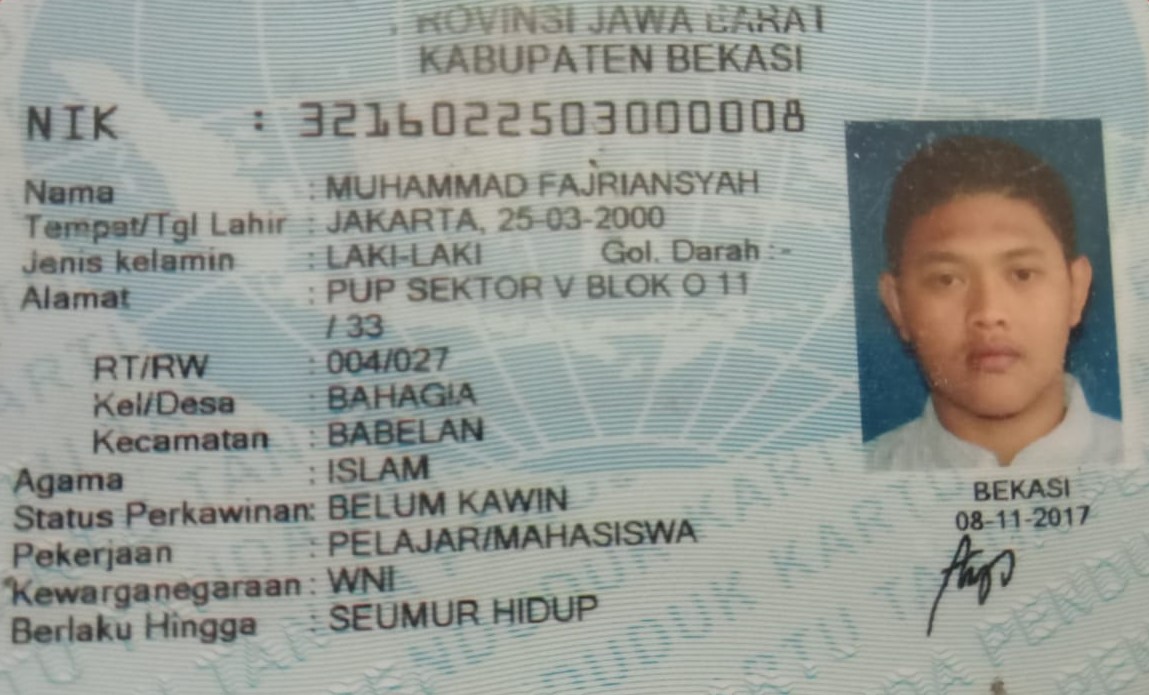 PROVINSI JAWA BARAT
KABUPATEN BEKASI
NIK : 3216022503000008
Nama : MUHAMMAD FAJRIANSYAH
Tempat/Tgl Lahir : JAKARTA, 25-03-2000
Jenis kelamin : LAKI-LAKI Gol. Darah : -
Alamat : PUP SEKTOR V BLOK O 11
/ 33
RT/RW : 004/027
Kel/Desa : BAHAGIA
Kecamatan : BABELAN
Agama : ISLAM
Status Perkawinan: BELUM KAWIN
Pekerjaan : PELAJAR/MAHASISWA
Kewarganegaraan : WNI
Berlaku Hingga : SEUMUR HIDUP
BEKASI
08-11-2017